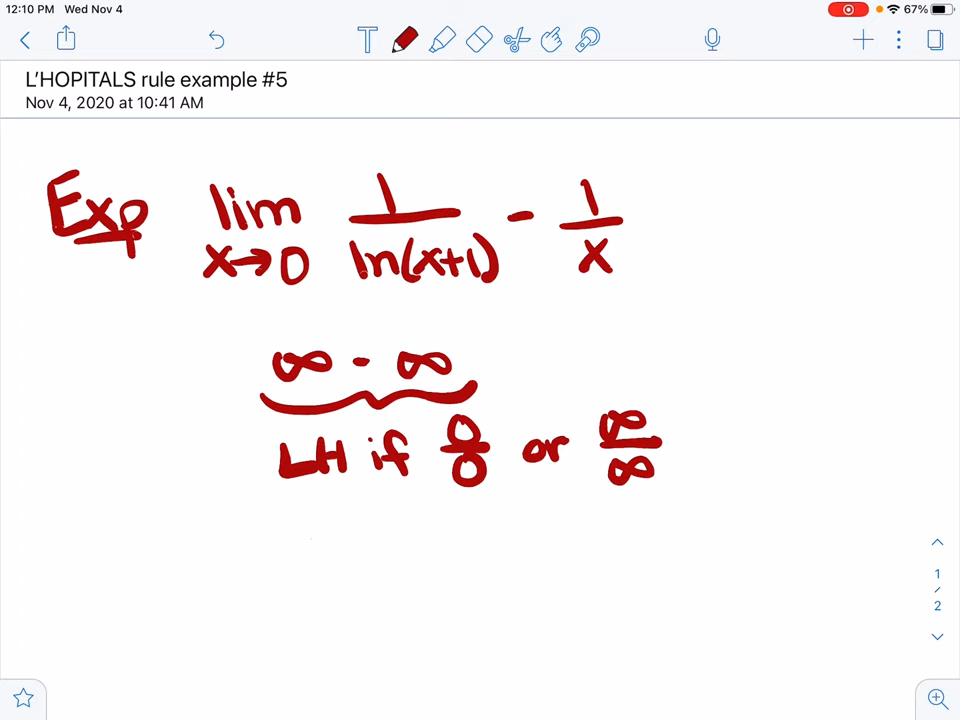 12:10 PM Wed Nov 4 67%
T
L'HOPITALS rule example #5
Nov 4, 2020 at 10:41 AM
Exp lim x→0 1/ln(x+1) - 1/x
∞ - ∞
LH if 0/0 or ∞/∞
1
/
2